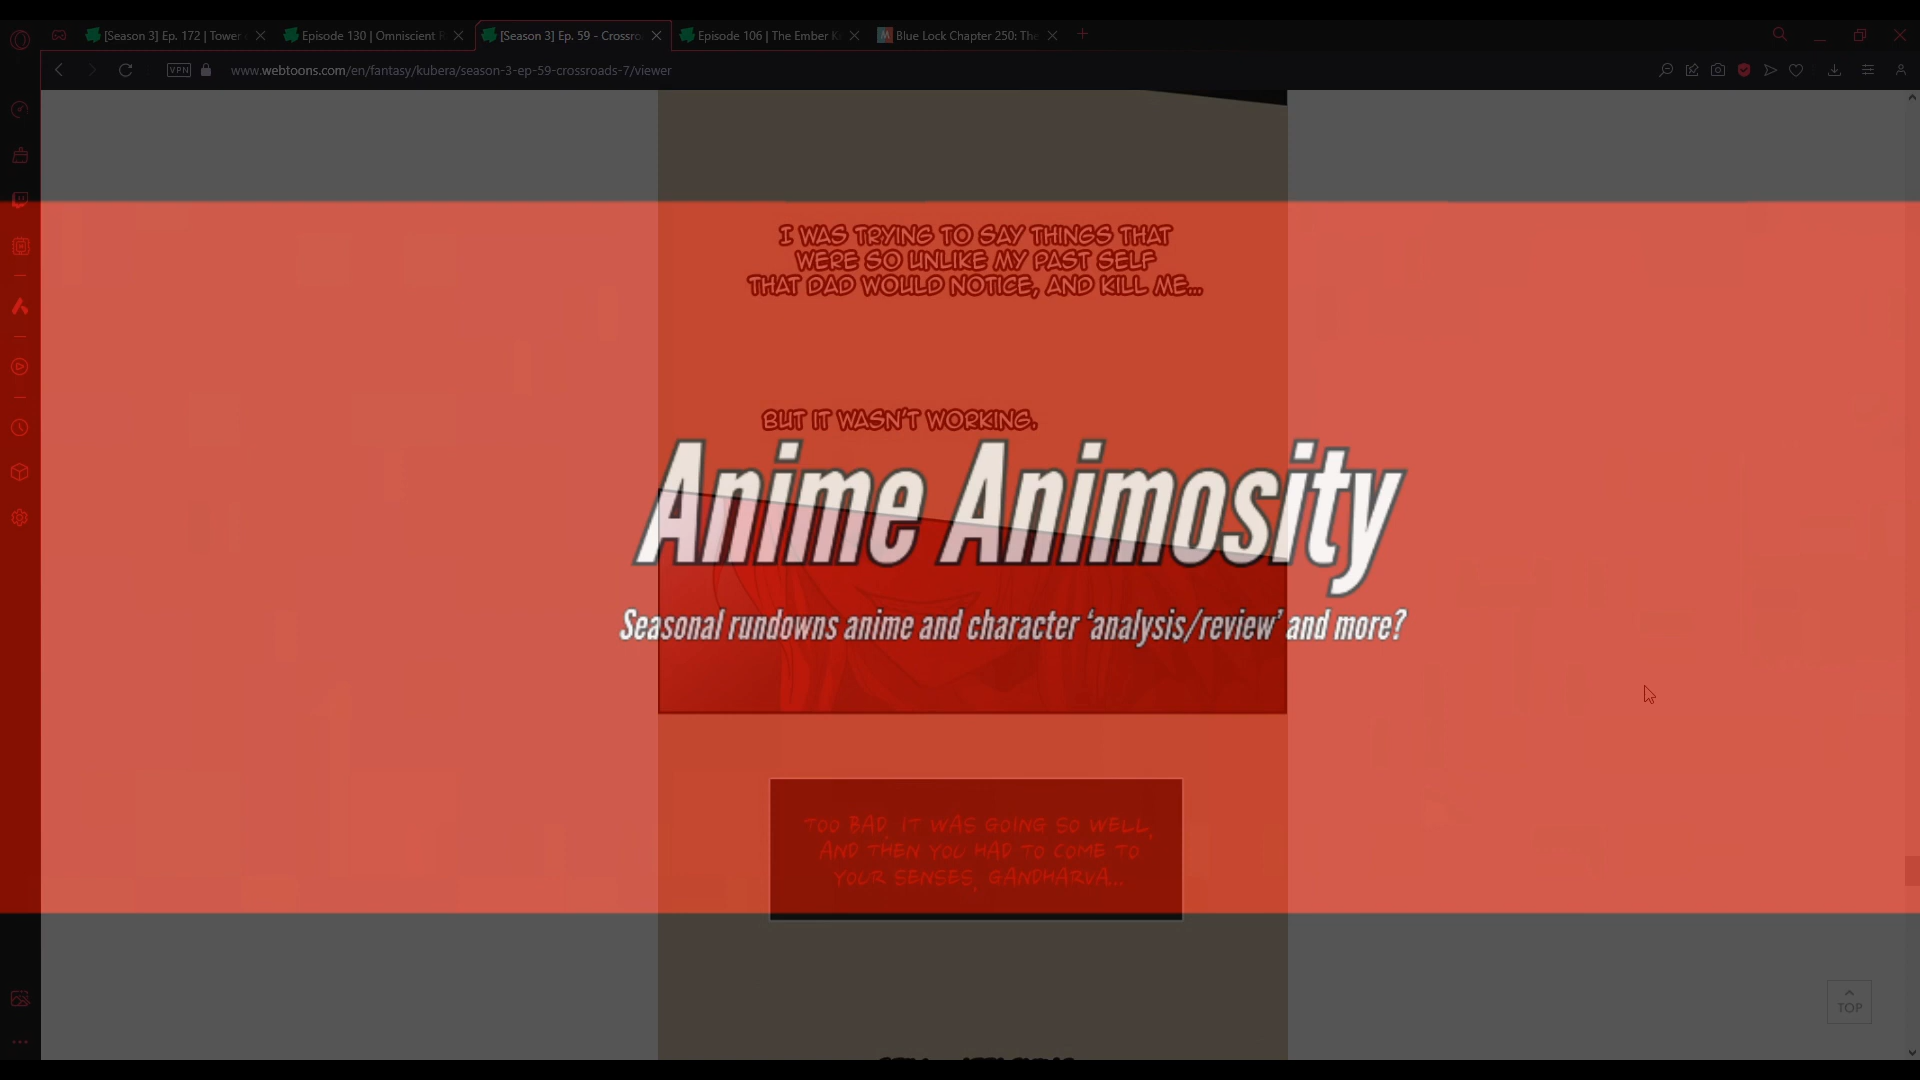 [Season 3] Ep. 172 | Tower
Episode 130 | Omniscient R
[Season 3] Ep. 59 - Crossro
Episode 106 | The Ember K
Blue Lock Chapter 250: The
VPN
www.webtoons.com/en/fantasy/kubera/season-3-ep-59-crossroads-7/viewer
I WAS TRYING TO SAY THINGS THAT
WERE SO UNLIKE MY PAST SELF
THAT DAD WOULD NOTICE, AND KILL ME...
BUT IT WASN'T WORKING.
Anime Animosity
Seasonal rundowns anime and character 'analysis/review' and more?
TOO BAD. IT WAS GOING SO WELL,
AND THEN YOU HAD TO COME TO
YOUR SENSES, GANDHARVA...
TOP